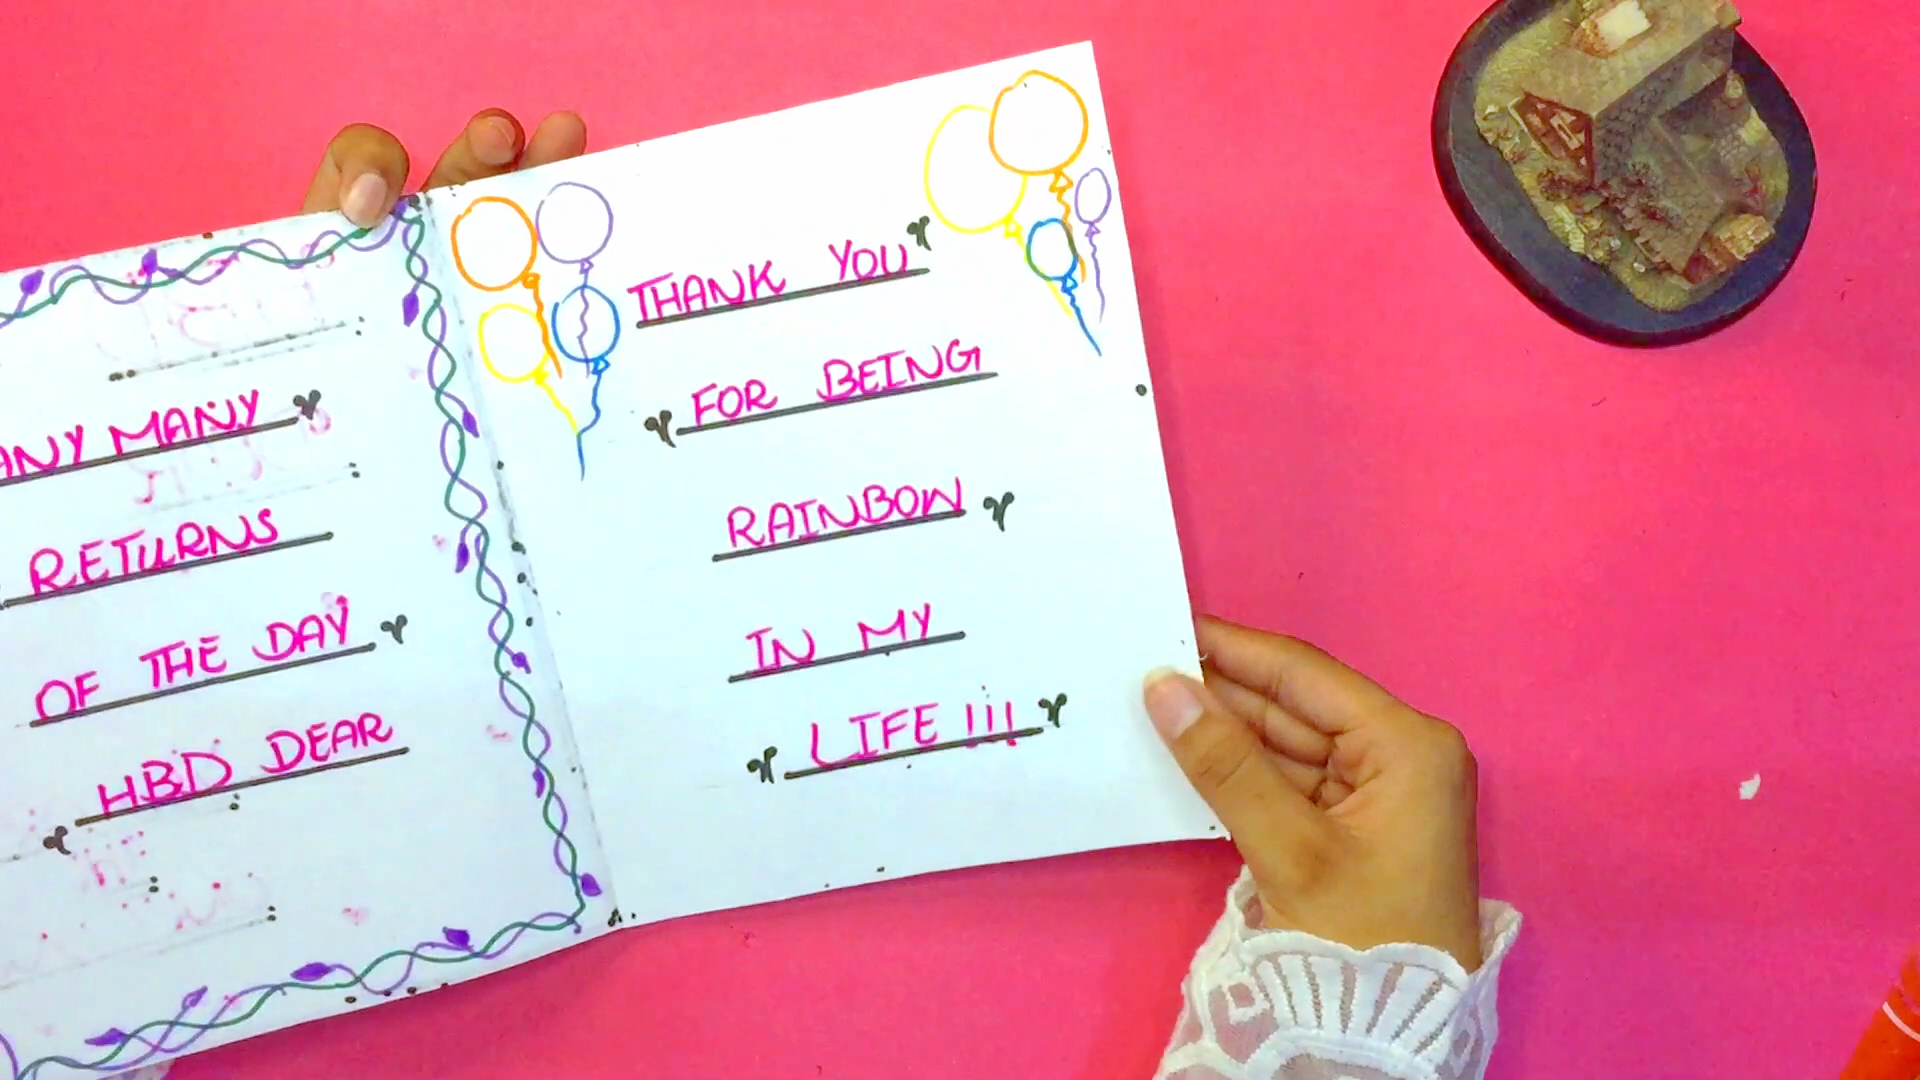 ANY MANY
RETURNS
OF THE DAY
HBD DEAR
THANK YOU
FOR BEING
RAINBOW
IN MY
LIFE !!!